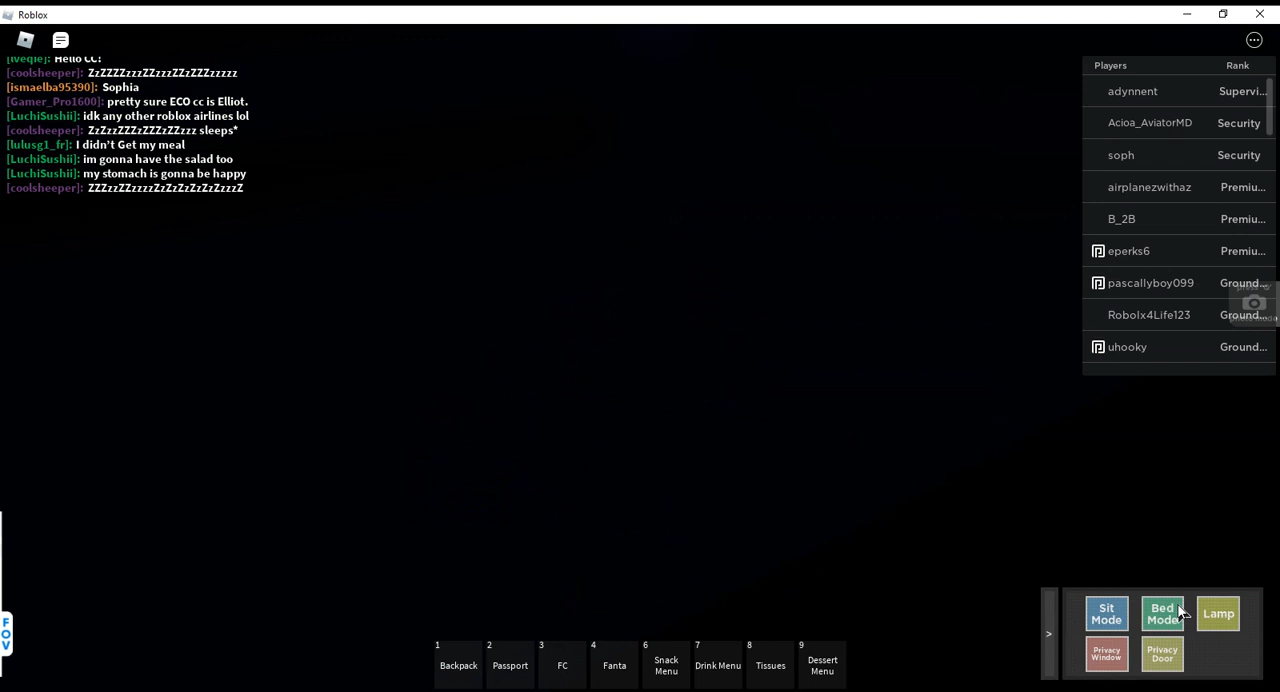 Roblox
[lveqie]: Hello CC!
[coolsheeper]: ZzZZZZzzzZZzzzZZzZZZzzzzz
[ismaelba95390]: Sophia
[Gamer_Pro1600]: pretty sure ECO cc is Elliot.
[LuchiSushii]: idk any other roblox airlines lol
[coolsheeper]: ZzZzzZZZzZZZzZZzzz sleeps*
[lulusg1_fr]: I didn't Get my meal
[LuchiSushii]: im gonna have the salad too
[LuchiSushii]: my stomach is gonna be happy
[coolsheeper]: ZZZzzZZzzzzZzZzZzZzZzZzzzZ
Players Rank
adynnent Supervi...
Acioa_AviatorMD Security
soph Security
airplanezwithaz Premiu...
B_2B Premiu...
eperks6 Premiu...
pascallyboy099 Ground...
Robolx4Life123 Ground...
uhooky Ground...
FOV
1 Backpack
2 Passport
3 FC
4 Fanta
6 Snack Menu
7 Drink Menu
8 Tissues
9 Dessert Menu
>
Sit Mode
Bed Mode
Lamp
Privacy Window
Privacy Door